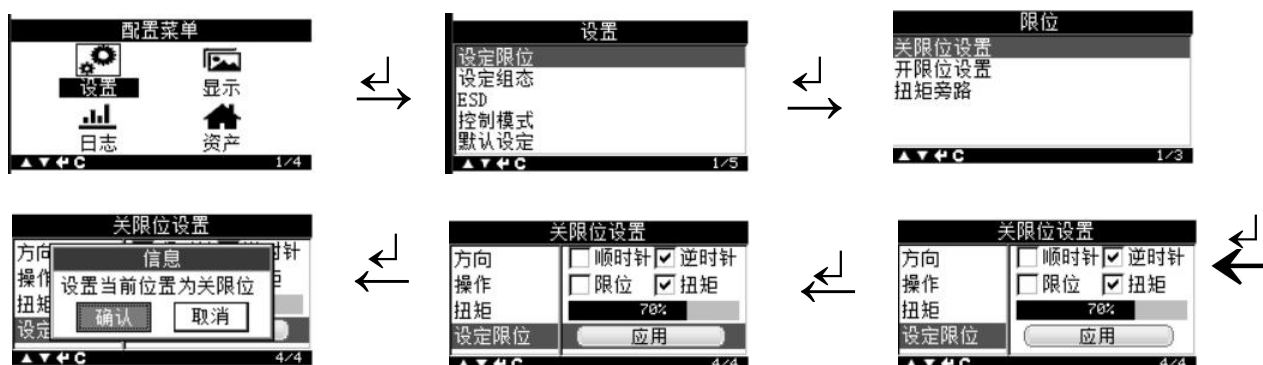 配置菜单
设置
显示
日志
资产
▲▼↵C 1/4
设置
设定限位
设定组态
ESD
控制模式
默认设定
▲▼↵C 1/5
限位
关限位设置
开限位设置
扭矩旁路
▲▼↵C 1/3
关限位设置
方
时针
信息
操作
设置当前位置为关限位
扭矩
确认 取消
设定
▲▼↵C 4/4
关限位设置
方向 顺时针 逆时针
操作 限位 扭矩
扭矩 70%
设定限位 应用
▲▼↵C 4/4
关限位设置
方向 顺时针 逆时针
操作 限位 扭矩
扭矩 70%
设定限位 应用
▲▼↵C 4/4